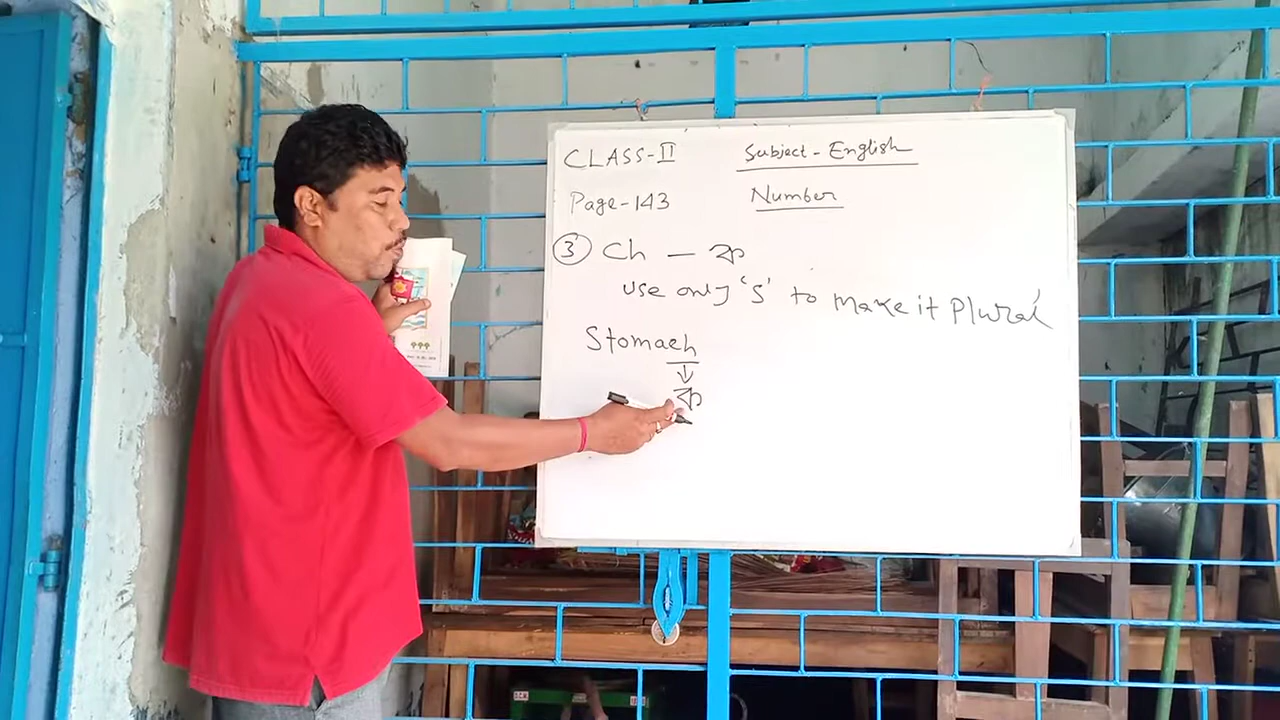 CLASS-II
Subject - English
Page-143
Number
③ Ch — ক
use only 'S' to make it Plural
Stomach
↓
ক